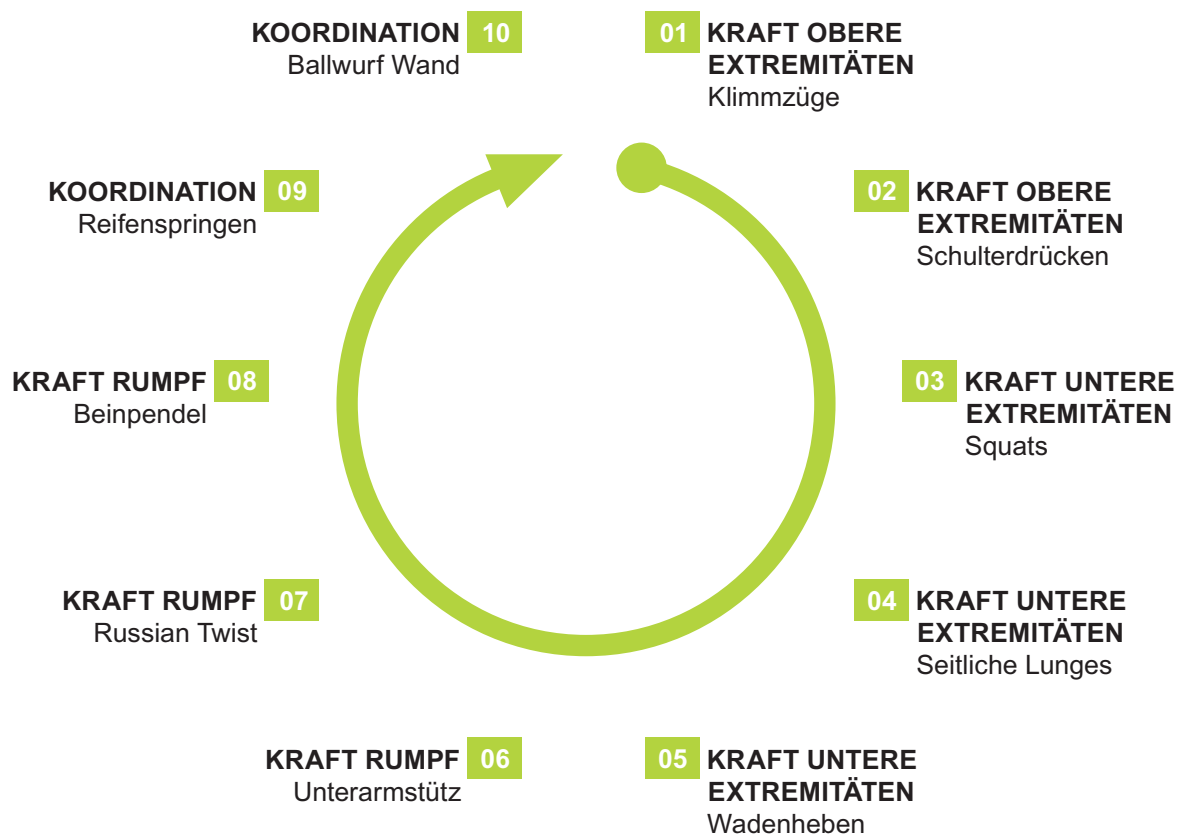 01 KRAFT OBERE
EXTREMITÄTEN
Klimmzüge
02 KRAFT OBERE
EXTREMITÄTEN
Schulterdrücken
03 KRAFT UNTERE
EXTREMITÄTEN
Squats
04 KRAFT UNTERE
EXTREMITÄTEN
Seitliche Lunges
05 KRAFT UNTERE
EXTREMITÄTEN
Wadenheben
KRAFT RUMPF 06
Unterarmstütz
KRAFT RUMPF 07
Russian Twist
KRAFT RUMPF 08
Beinpendel
KOORDINATION 09
Reifenspringen
KOORDINATION 10
Ballwurf Wand